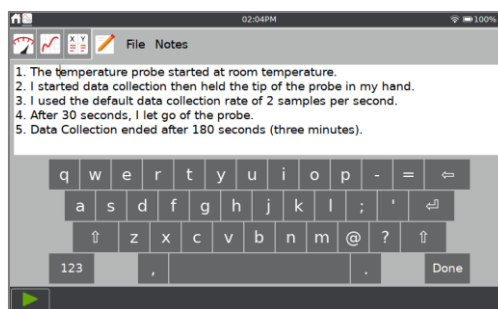 02:04PM 100%
X Y File Notes
1. The temperature probe started at room temperature.
2. I started data collection then held the tip of the probe in my hand.
3. I used the default data collection rate of 2 samples per second.
4. After 30 seconds, I let go of the probe.
5. Data Collection ended after 180 seconds (three minutes).
q w e r t y u i o p - =
a s d f g h j k l ; '
z x c v b n m @ ?
123 , . Done